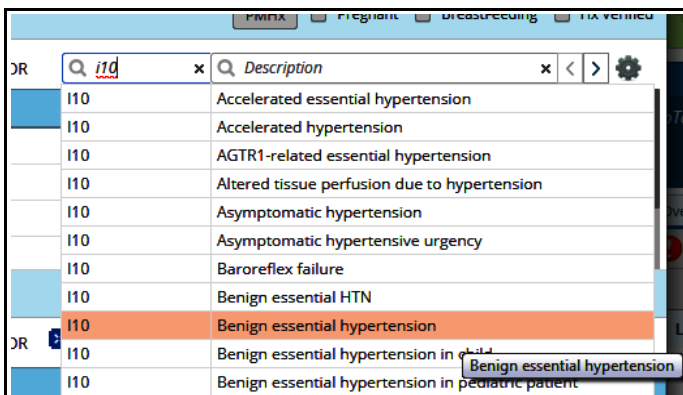 PMHx Pregnant Breastfeeding Hx Verified
OR i10 Description
I10 Accelerated essential hypertension
I10 Accelerated hypertension
I10 AGTR1-related essential hypertension
I10 Altered tissue perfusion due to hypertension
I10 Asymptomatic hypertension
I10 Asymptomatic hypertensive urgency
I10 Baroreflex failure
I10 Benign essential HTN
I10 Benign essential hypertension
OR I10 Benign essential hypertension in child
Benign essential hypertension
I10 Benign essential hypertension in pediatric patient